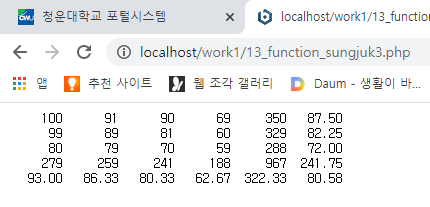 CWU 청운대학교 포털시스템 × localhost/work1/13_function
localhost/work1/13_function_sungjuk3.php
앱 추천 사이트 웹 조각 갤러리 Daum - 생활이 바...
100 91 90 69 350 87.50
99 89 81 60 329 82.25
80 79 70 59 288 72.00
279 259 241 188 967 241.75
93.00 86.33 80.33 62.67 322.33 80.58